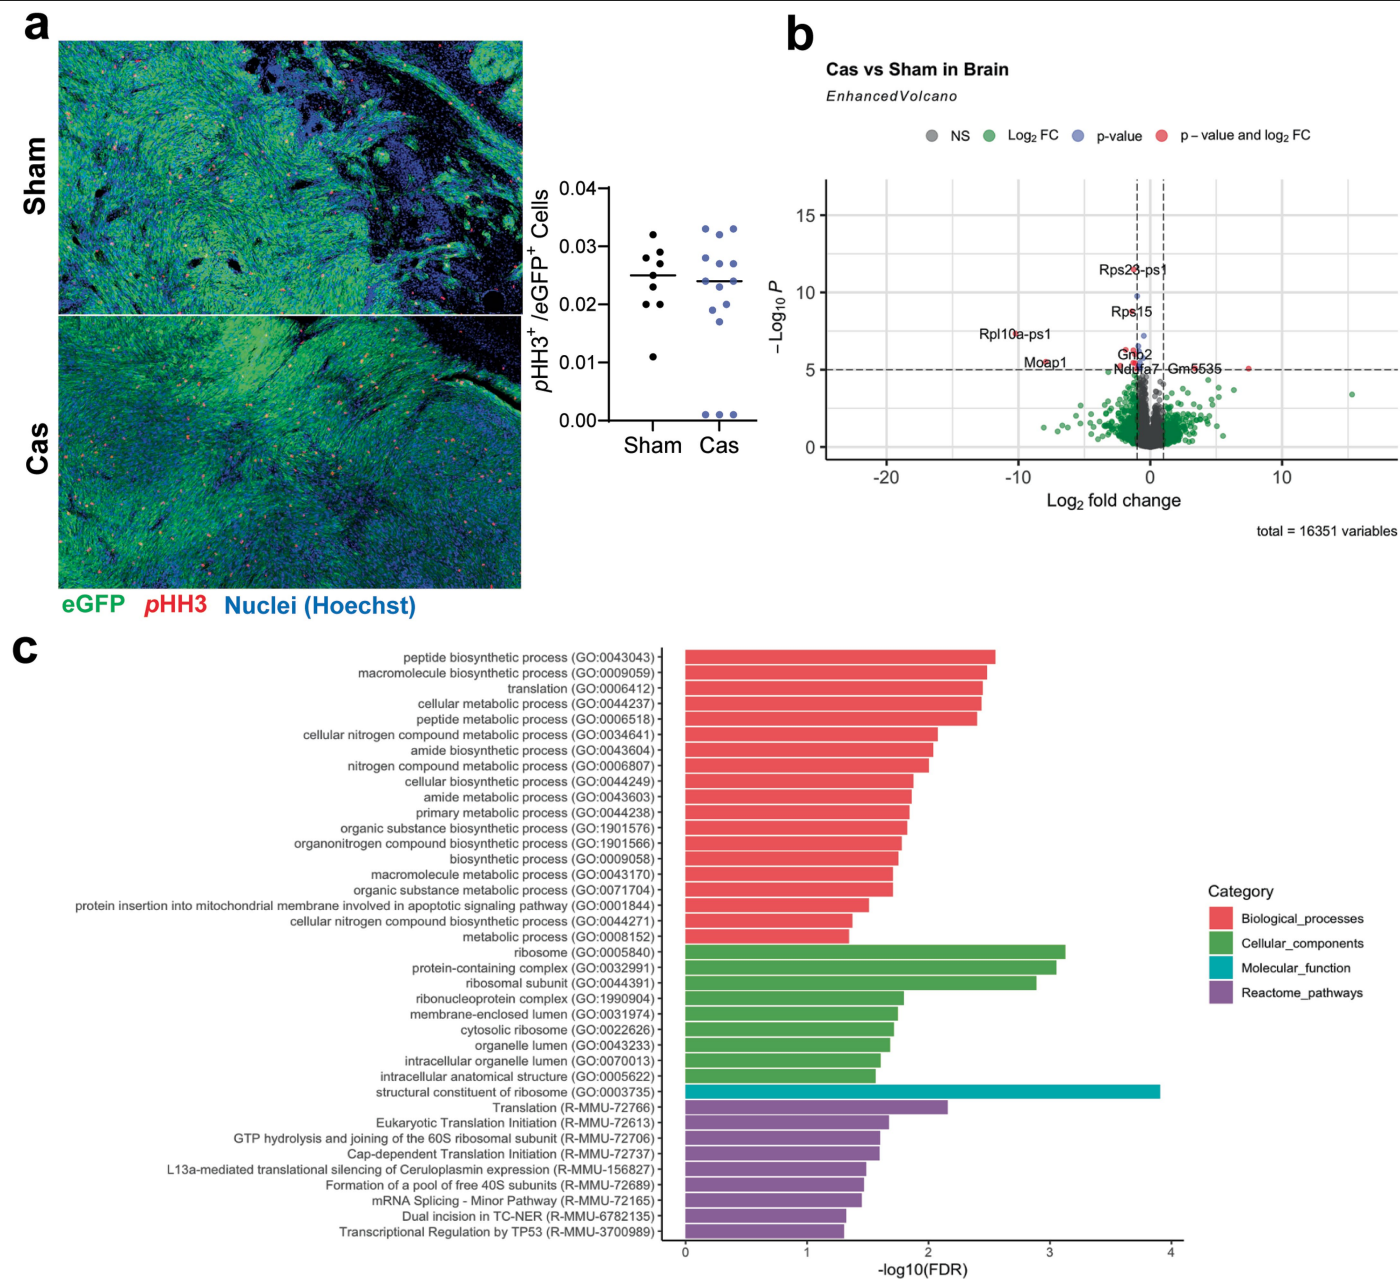 a
Sham
Cas
eGFP pHH3 Nuclei (Hoechst)
pHH3+ /eGFP+ Cells
0.04
0.03
0.02
0.01
0.00
Sham Cas
b
Cas vs Sham in Brain
EnhancedVolcano
NS Log2 FC p-value p – value and log2 FC
– Log10 P
15
10
5
0
Rps28-ps1
Rps15
Rpl10a-ps1
Gnb2
Moap1
Ndufa7 Gm5535
-20 -10 0 10
Log2 fold change
total = 16351 variables
c
peptide biosynthetic process (GO:0043043)
macromolecule biosynthetic process (GO:0009059)
translation (GO:0006412)
cellular metabolic process (GO:0044237)
peptide metabolic process (GO:0006518)
cellular nitrogen compound metabolic process (GO:0034641)
amide biosynthetic process (GO:0043604)
nitrogen compound metabolic process (GO:0006807)
cellular biosynthetic process (GO:0044249)
amide metabolic process (GO:0043603)
primary metabolic process (GO:0044238)
organic substance biosynthetic process (GO:1901576)
organonitrogen compound biosynthetic process (GO:1901566)
biosynthetic process (GO:0009058)
macromolecule metabolic process (GO:0043170)
organic substance metabolic process (GO:0071704)
protein insertion into mitochondrial membrane involved in apoptotic signaling pathway (GO:0001844)
cellular nitrogen compound biosynthetic process (GO:0044271)
metabolic process (GO:0008152)
ribosome (GO:0005840)
protein-containing complex (GO:0032991)
ribosomal subunit (GO:0044391)
ribonucleoprotein complex (GO:1990904)
membrane-enclosed lumen (GO:0031974)
cytosolic ribosome (GO:0022626)
organelle lumen (GO:0043233)
intracellular organelle lumen (GO:0070013)
intracellular anatomical structure (GO:0005622)
structural constituent of ribosome (GO:0003735)
Translation (R-MMU-72766)
Eukaryotic Translation Initiation (R-MMU-72613)
GTP hydrolysis and joining of the 60S ribosomal subunit (R-MMU-72706)
Cap-dependent Translation Initiation (R-MMU-72737)
L13a-mediated translational silencing of Ceruloplasmin expression (R-MMU-156827)
Formation of a pool of free 40S subunits (R-MMU-72689)
mRNA Splicing - Minor Pathway (R-MMU-72165)
Dual incision in TC-NER (R-MMU-6782135)
Transcriptional Regulation by TP53 (R-MMU-3700989)
0 1 2 3 4
-log10(FDR)
Category
Biological_processes
Cellular_components
Molecular_function
Reactome_pathways